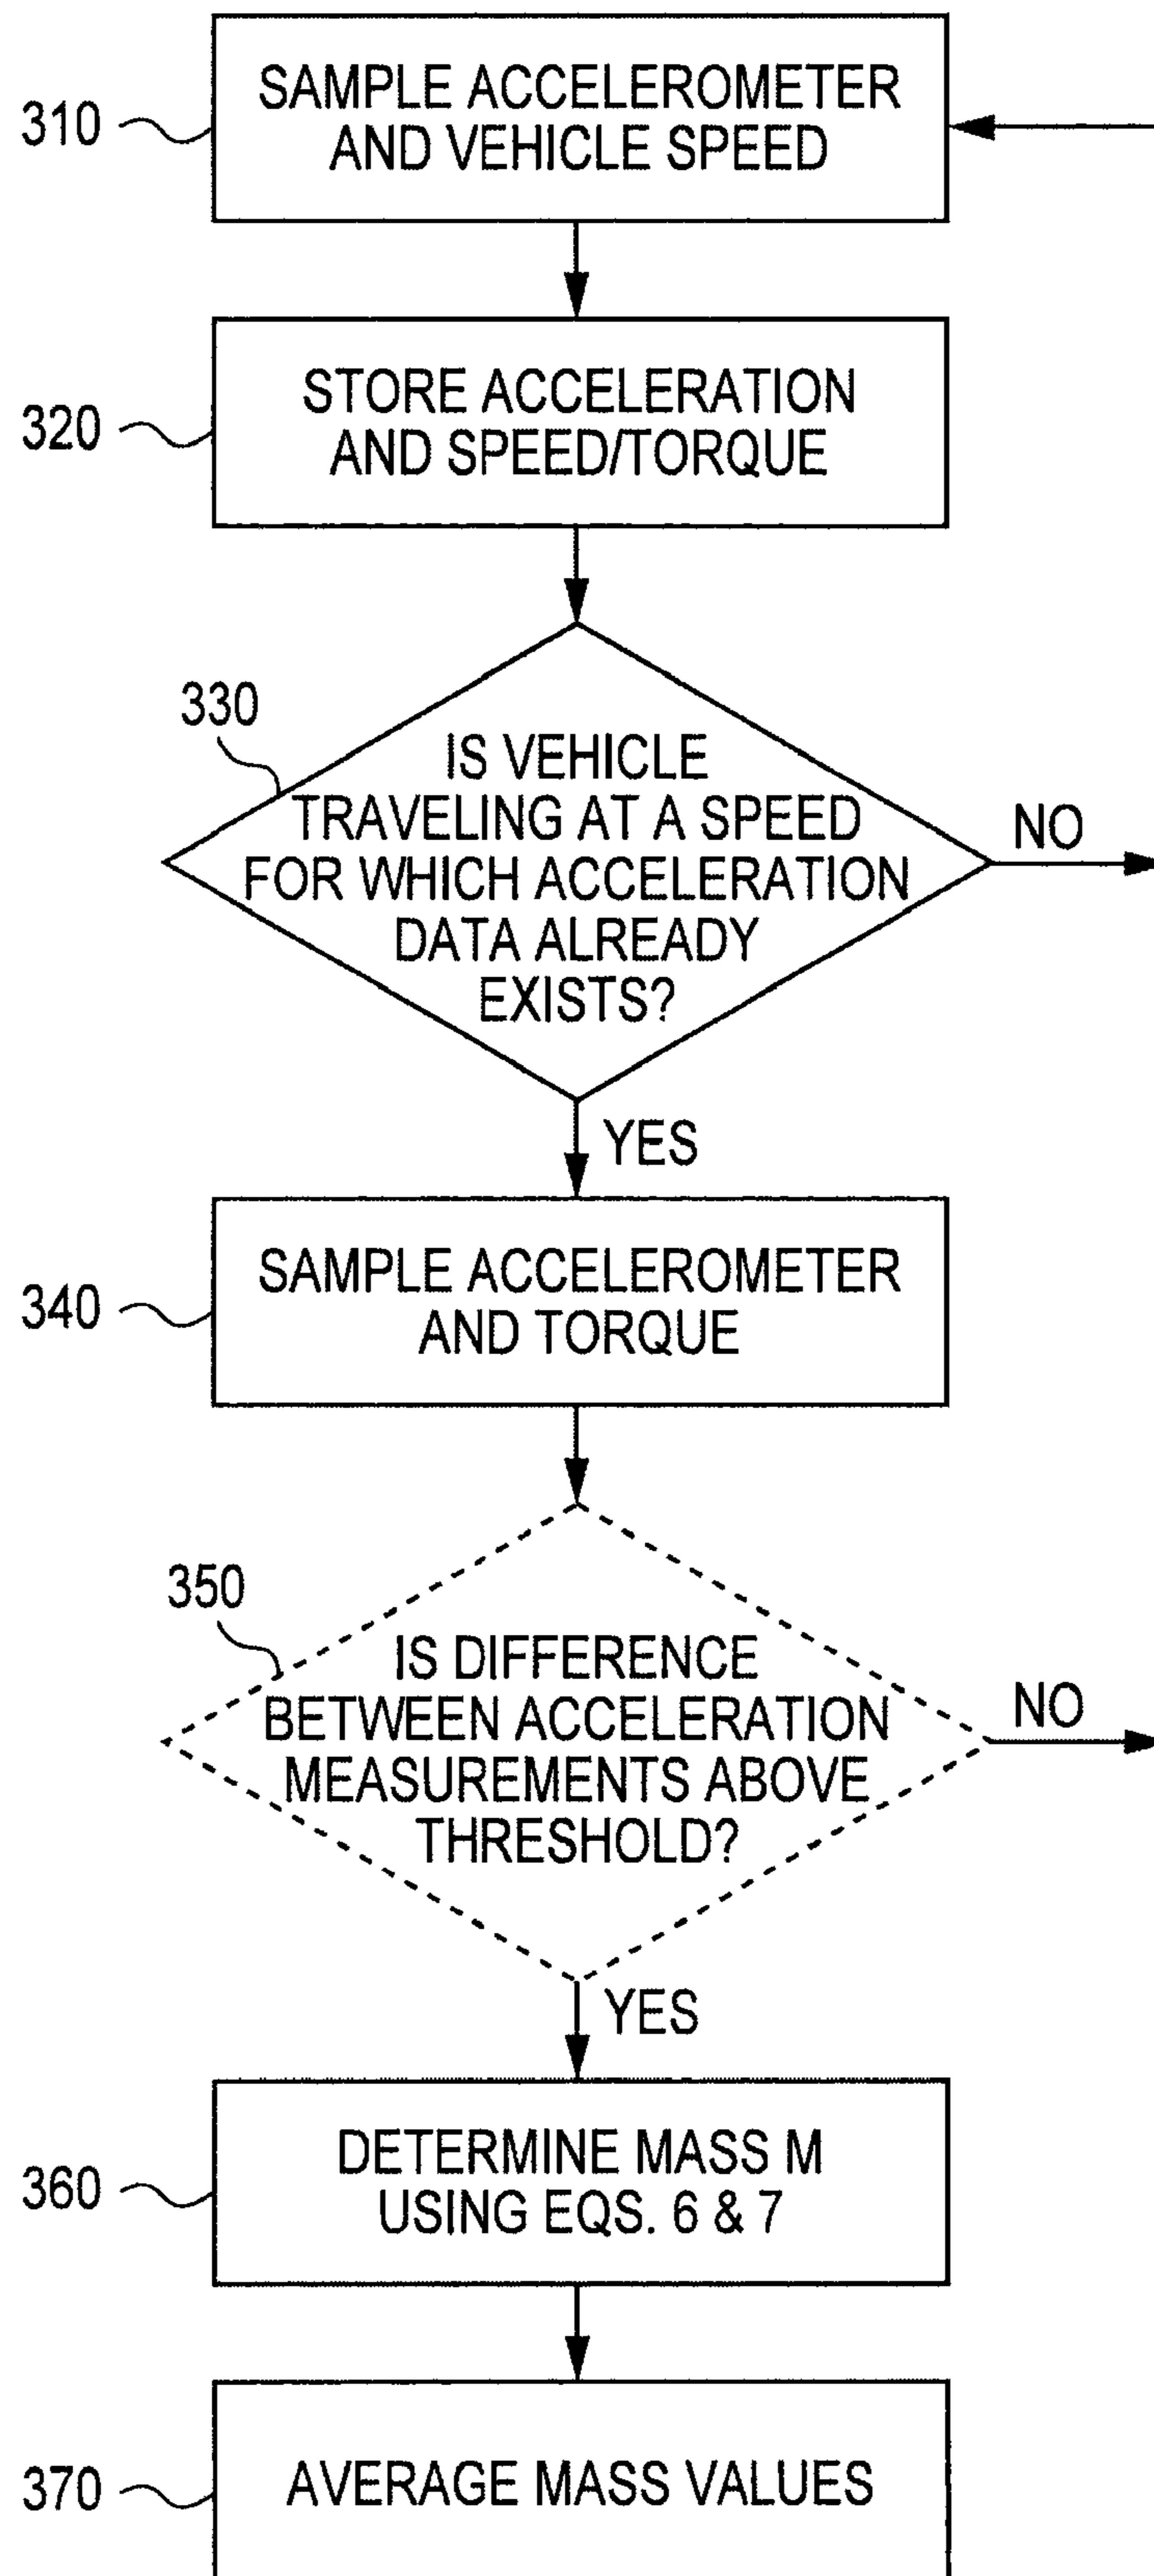 310
SAMPLE ACCELEROMETER
AND VEHICLE SPEED
320
STORE ACCELERATION
AND SPEED/TORQUE
330
IS VEHICLE
TRAVELING AT A SPEED
FOR WHICH ACCELERATION
DATA ALREADY
EXISTS?
NO
YES
340
SAMPLE ACCELEROMETER
AND TORQUE
350
IS DIFFERENCE
BETWEEN ACCELERATION
MEASUREMENTS ABOVE
THRESHOLD?
NO
YES
360
DETERMINE MASS M
USING EQS. 6 & 7
370
AVERAGE MASS VALUES